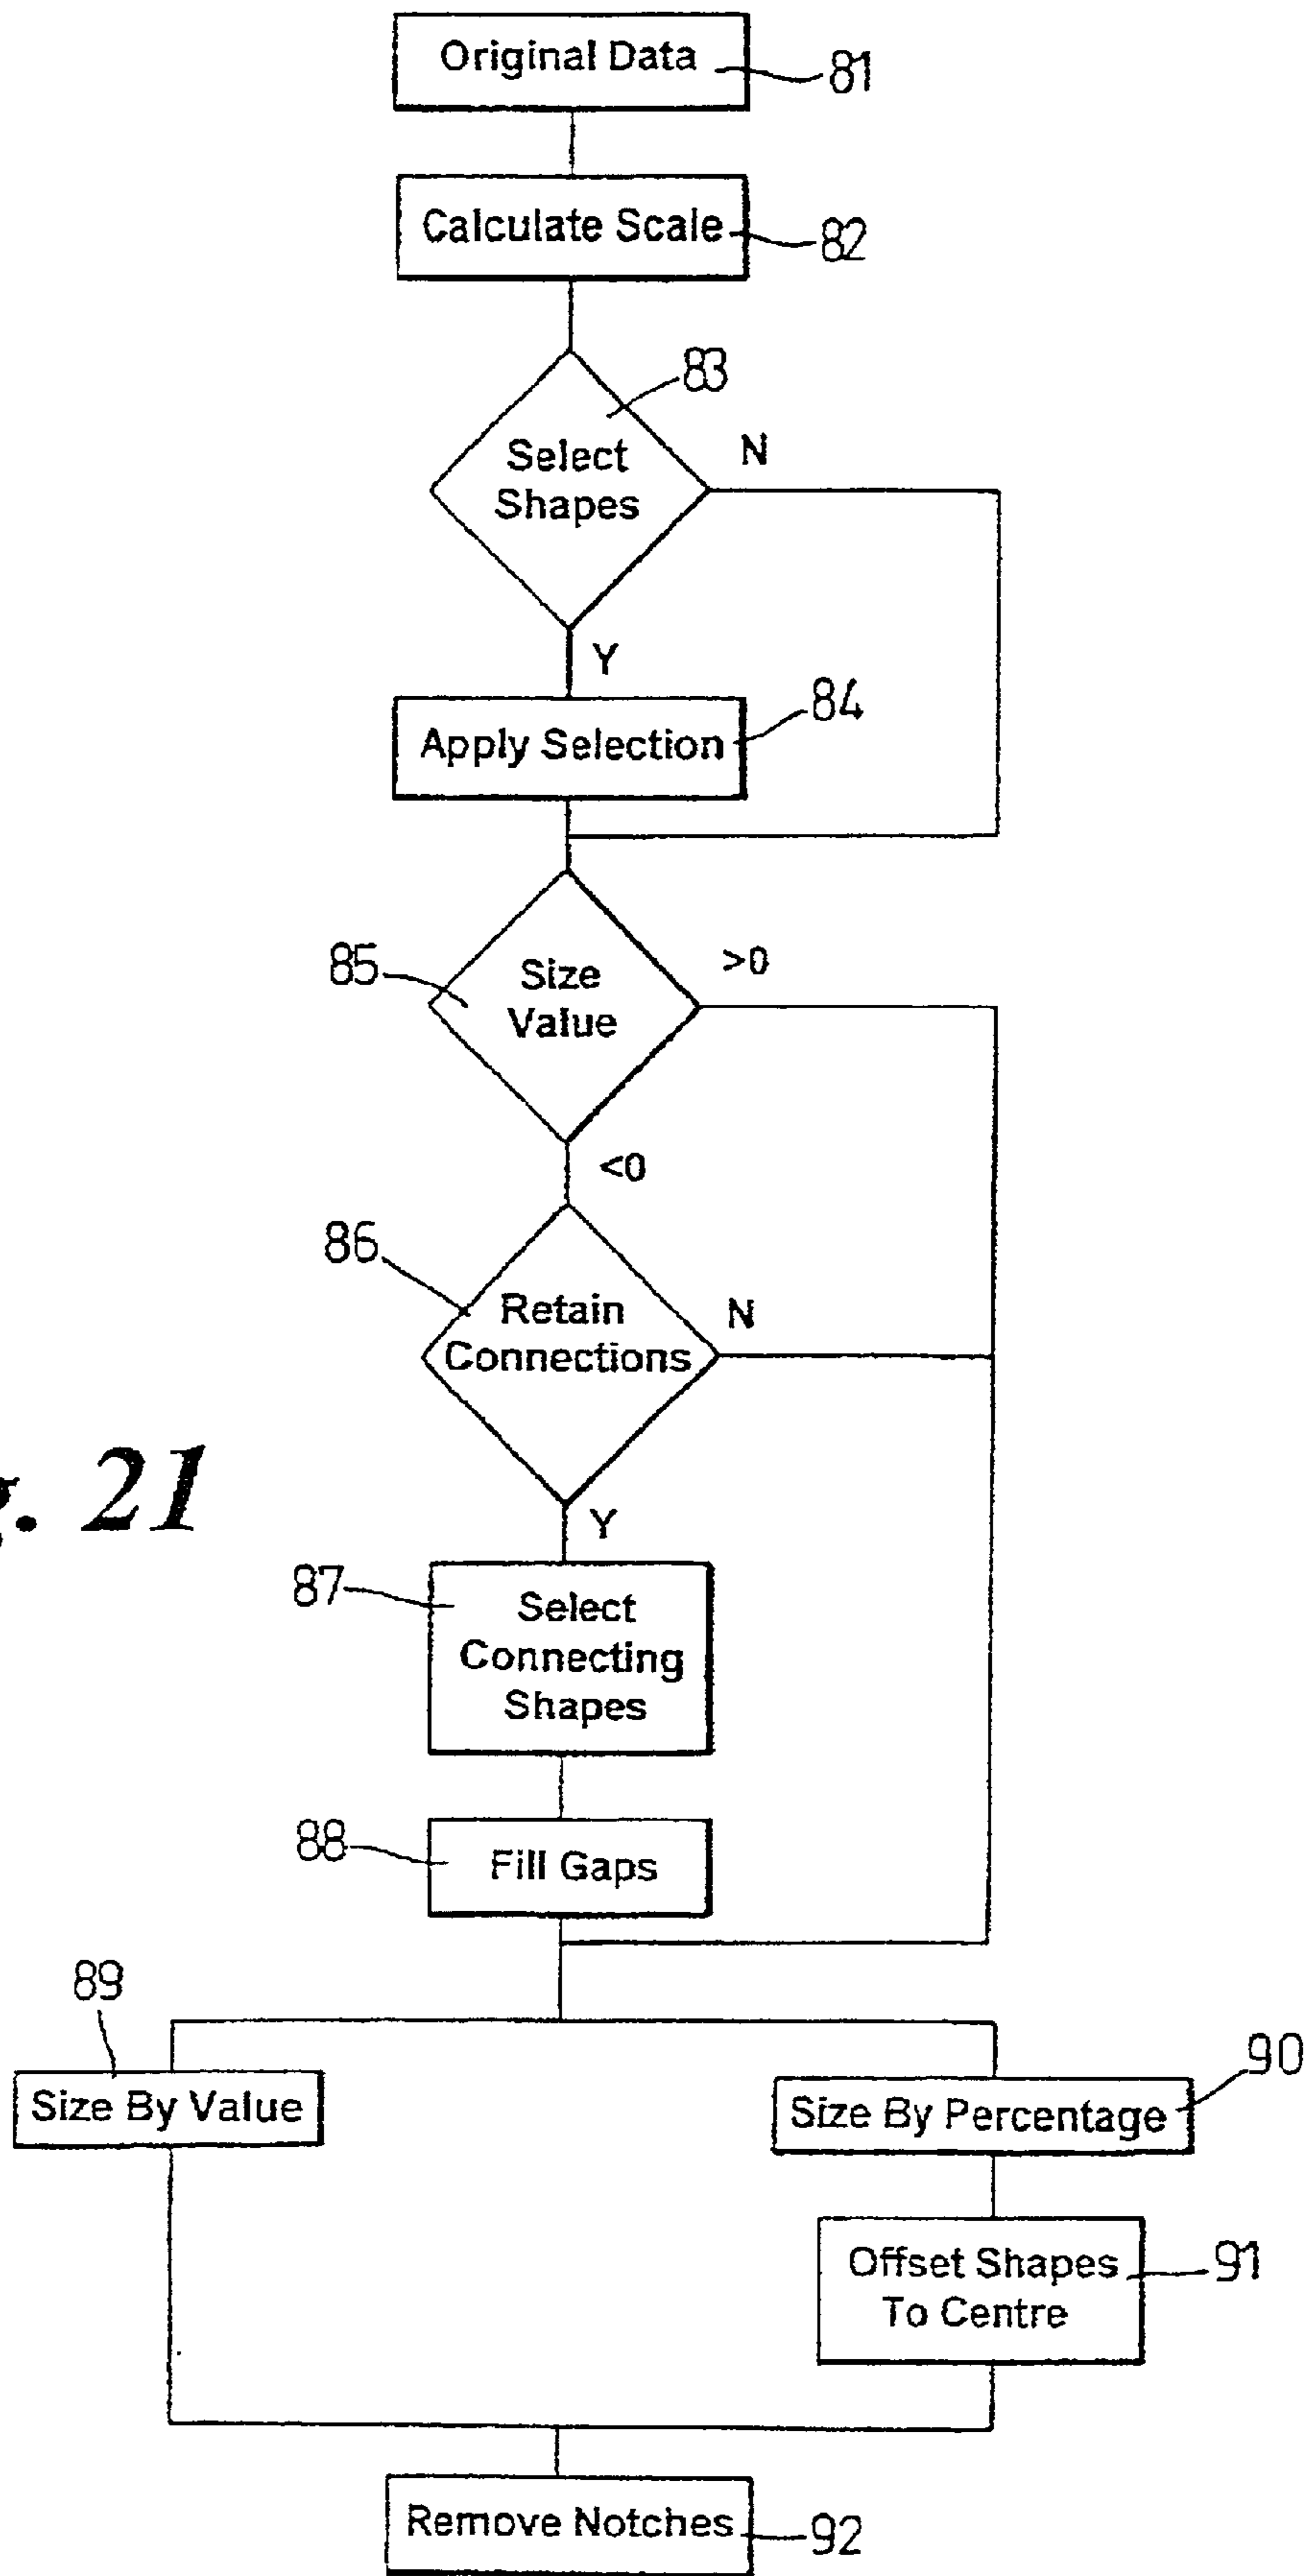 Original Data
81
Calculate Scale
82
83
Select
Shapes
N
Y
84
Apply Selection
85
Size
Value
>0
<0
86
Retain
Connections
N
Y
g. 21
87
Select
Connecting
Shapes
88
Fill Gaps
89
Size By Value
90
Size By Percentage
Offset Shapes
To Centre
91
Remove Notches
92